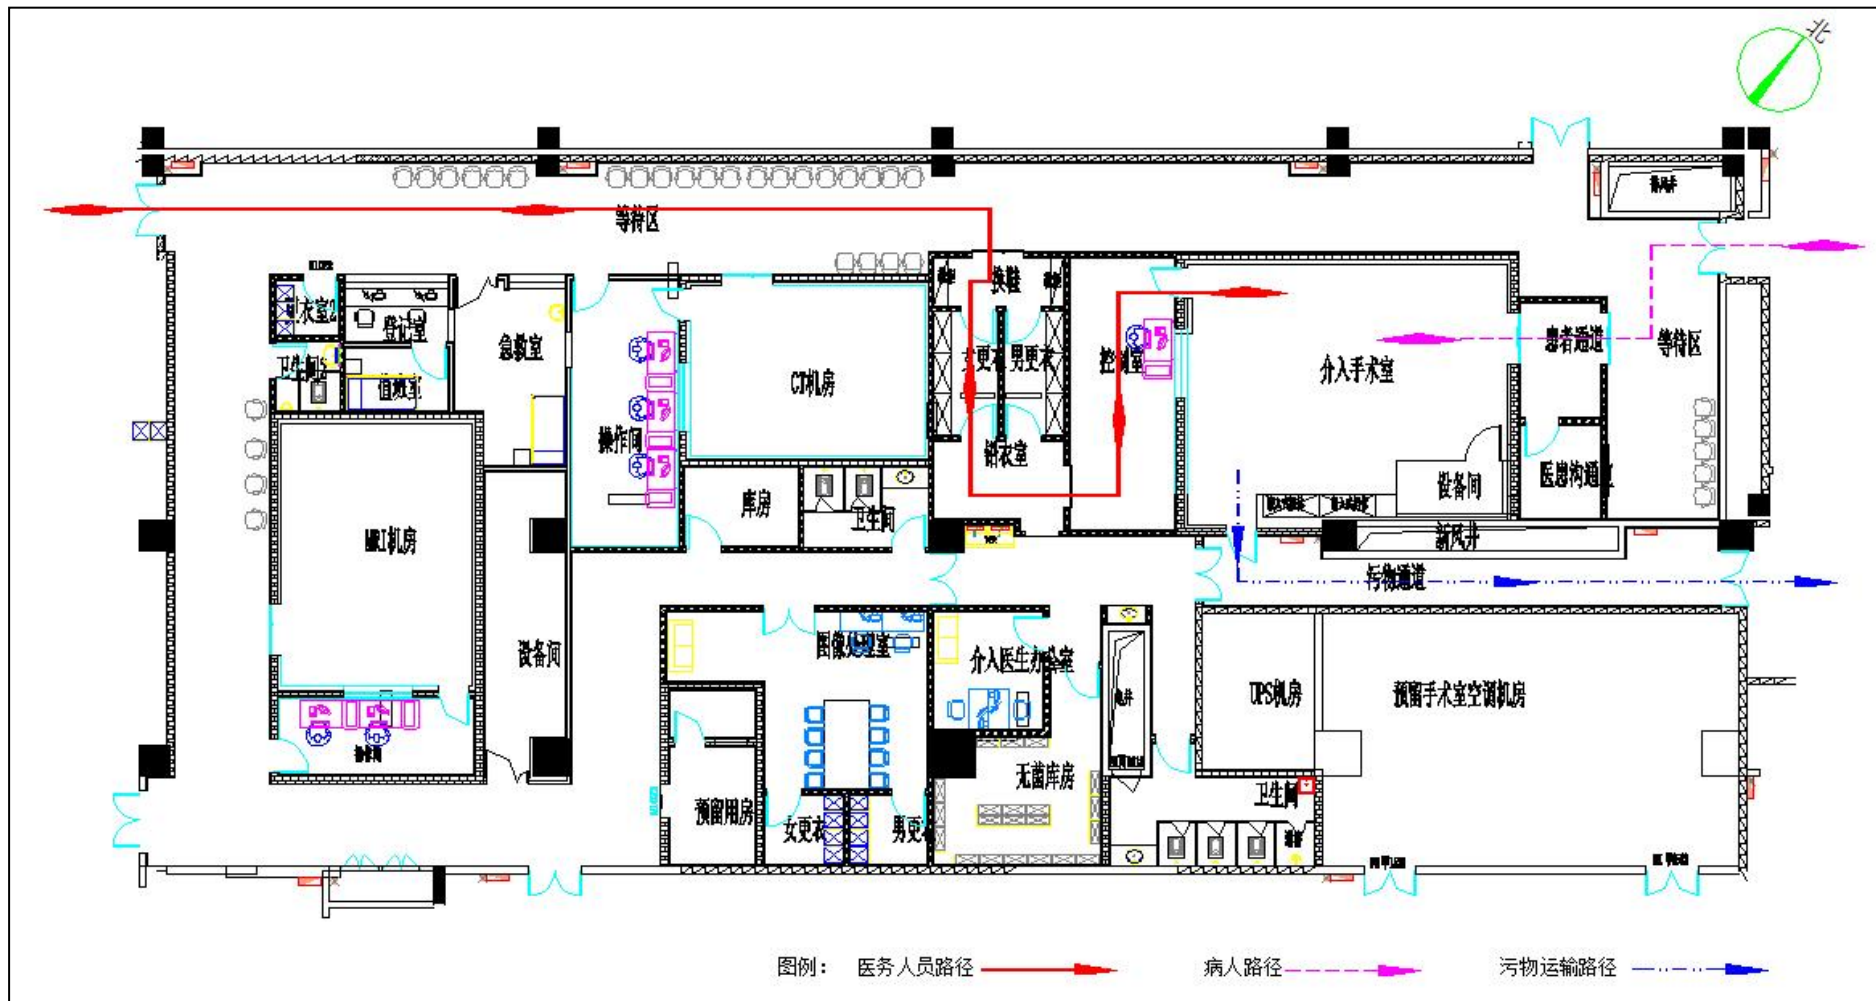 北
等待区
换鞋
更衣室2
登记室
急救室
患者通道
等待区
女更衣
男更衣
控制室
介入手术室
CT机房
卫生间2
值班室
操作间
铅衣室
设备间
医患沟通室
库房
卫生间
MRI机房
新风井
污物通道
图像处理室
介入医生办公室
设备间
UPS机房
预留手术室空调机房
电井
操作间
无菌库房
卫生间
预留用房
女更衣
男更衣
图例： 医务人员路径 病人路径 污物运输路径